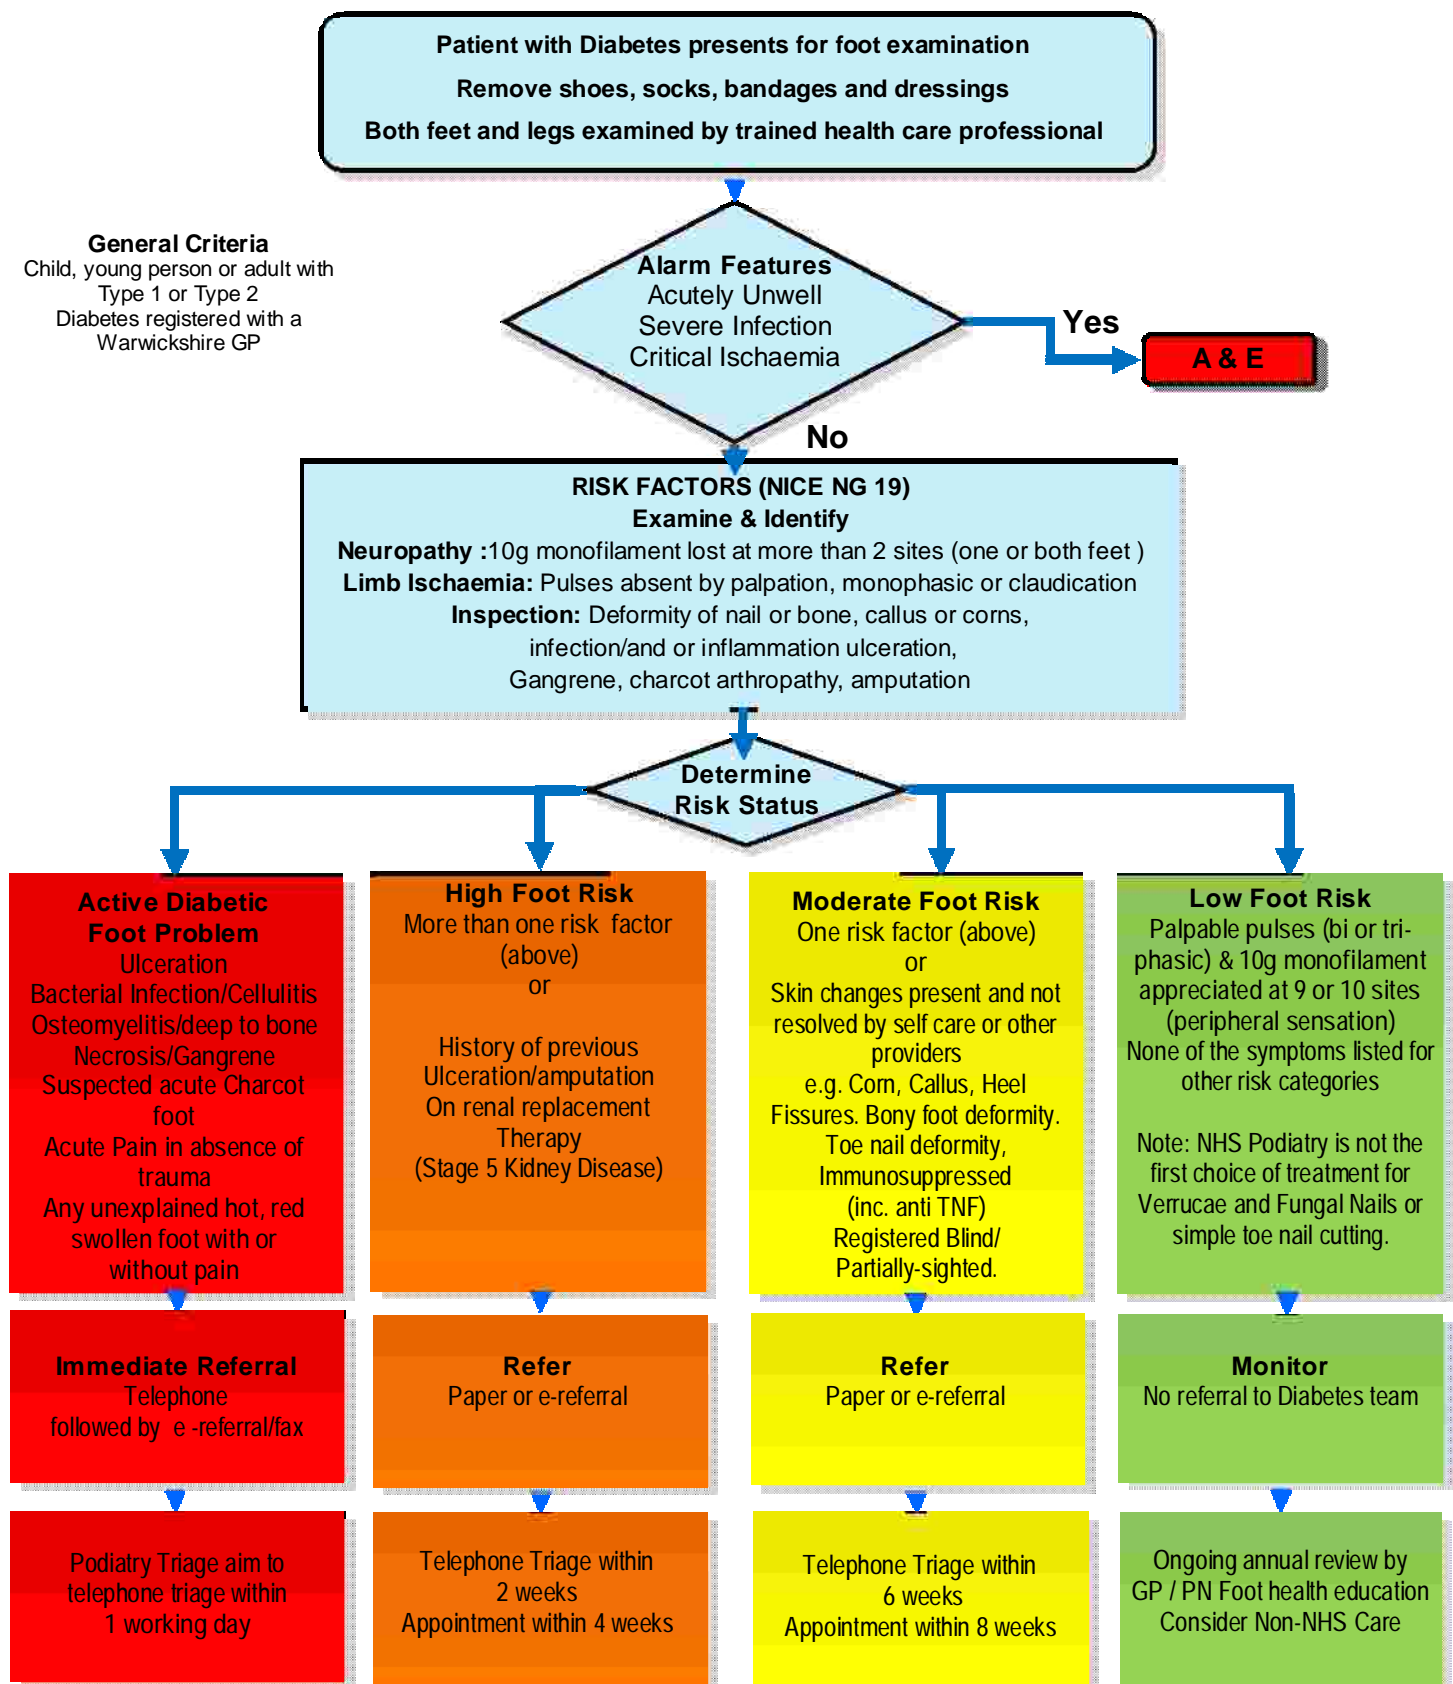 Patient with Diabetes presents for foot examination
Remove shoes, socks, bandages and dressings
Both feet and legs examined by trained health care professional
General Criteria
Child, young person or adult with
Type 1 or Type 2
Diabetes registered with a
Warwickshire GP
Alarm Features
Acutely Unwell
Severe Infection
Critical Ischaemia
Yes
A & E
No
RISK FACTORS (NICE NG 19)
Examine & Identify
Neuropathy :10g monofilament lost at more than 2 sites (one or both feet )
Limb Ischaemia: Pulses absent by palpation, monophasic or claudication
Inspection: Deformity of nail or bone, callus or corns,
infection/and or inflammation ulceration,
Gangrene, charcot arthropathy, amputation
Determine
Risk Status
Active Diabetic
Foot Problem
Ulceration
Bacterial Infection/Cellulitis
Osteomyelitis/deep to bone
Necrosis/Gangrene
Suspected acute Charcot
foot
Acute Pain in absence of
trauma
Any unexplained hot, red
swollen foot with or
without pain
Immediate Referral
Telephone
followed by e -referral/fax
Podiatry Triage aim to
telephone triage within
1 working day
High Foot Risk
More than one risk factor
(above)
or
History of previous
Ulceration/amputation
On renal replacement
Therapy
(Stage 5 Kidney Disease)
Refer
Paper or e-referral
Telephone Triage within
2 weeks
Appointment within 4 weeks
Moderate Foot Risk
One risk factor (above)
or
Skin changes present and not
resolved by self care or other
providers
e.g. Corn, Callus, Heel
Fissures. Bony foot deformity.
Toe nail deformity,
Immunosuppressed
(inc. anti TNF)
Registered Blind/
Partially-sighted.
Refer
Paper or e-referral
Telephone Triage within
6 weeks
Appointment within 8 weeks
Low Foot Risk
Palpable pulses (bi or tri-
phasic) & 10g monofilament
appreciated at 9 or 10 sites
(peripheral sensation)
None of the symptoms listed for
other risk categories
Note: NHS Podiatry is not the
first choice of treatment for
Verrucae and Fungal Nails or
simple toe nail cutting.
Monitor
No referral to Diabetes team
Ongoing annual review by
GP / PN Foot health education
Consider Non-NHS Care